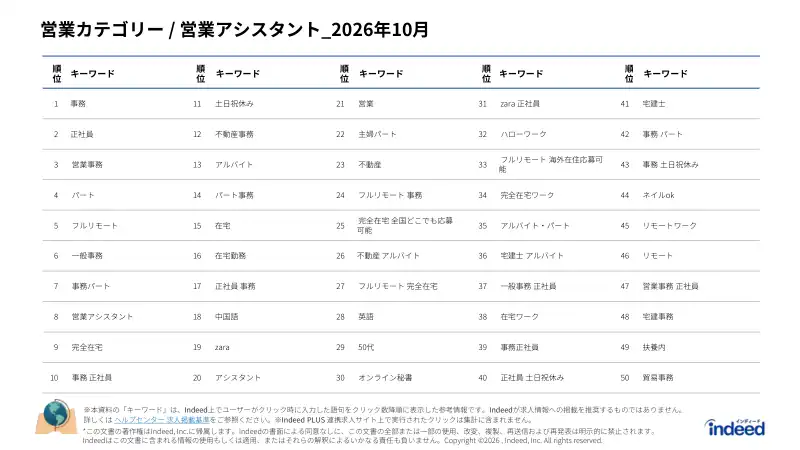 営業カテゴリー / 営業アシスタント_2026年10月
順位 キーワード 順位 キーワード 順位 キーワード 順位 キーワード 順位 キーワード
1 事務 11 土日祝休み 21 営業 31 zara 正社員 41 宅建士
2 正社員 12 不動産事務 22 主婦パート 32 ハローワーク 42 事務 パート
3 営業事務 13 アルバイト 23 不動産 33 フルリモート 海外在住応募可能 43 事務 土日祝休み
4 パート 14 パート事務 24 フルリモート 事務 34 完全在宅ワーク 44 ネイルok
5 フルリモート 15 在宅 25 完全在宅 全国どこでも応募可能 35 アルバイト・パート 45 リモートワーク
6 一般事務 16 在宅勤務 26 不動産 アルバイト 36 宅建士 アルバイト 46 リモート
7 事務パート 17 正社員 事務 27 フルリモート 完全在宅 37 一般事務 正社員 47 営業事務 正社員
8 営業アシスタント 18 中国語 28 英語 38 在宅ワーク 48 宅建事務
9 完全在宅 19 zara 29 50代 39 事務正社員 49 扶養内
10 事務 正社員 20 アシスタント 30 オンライン秘書 40 正社員 土日祝休み 50 貿易事務
※本資料の「キーワード」は、Indeed上でユーザーがクリック時に入力した語句をクリック数降順に表示した参考情報です。Indeedが求人情報への掲載を推奨するものではありません。
詳しくは ヘルプセンター 求人掲載基準をご参照ください。※Indeed PLUS 連携求人サイト上で実行されたクリックは集計に含まれません。
*この文書の著作権はIndeed, Inc.に帰属します。Indeedの書面による同意なしに、この文書の全部または一部の使用、改変、複製、再送信および再発表は明示的に禁止されます。
Indeedはこの文書に含まれる情報の使用もしくは適用、またはそれらの解釈によるいかなる責任も負いません。Copyright ©2026 , Indeed, Inc. All rights reserved.
インディード
indeed